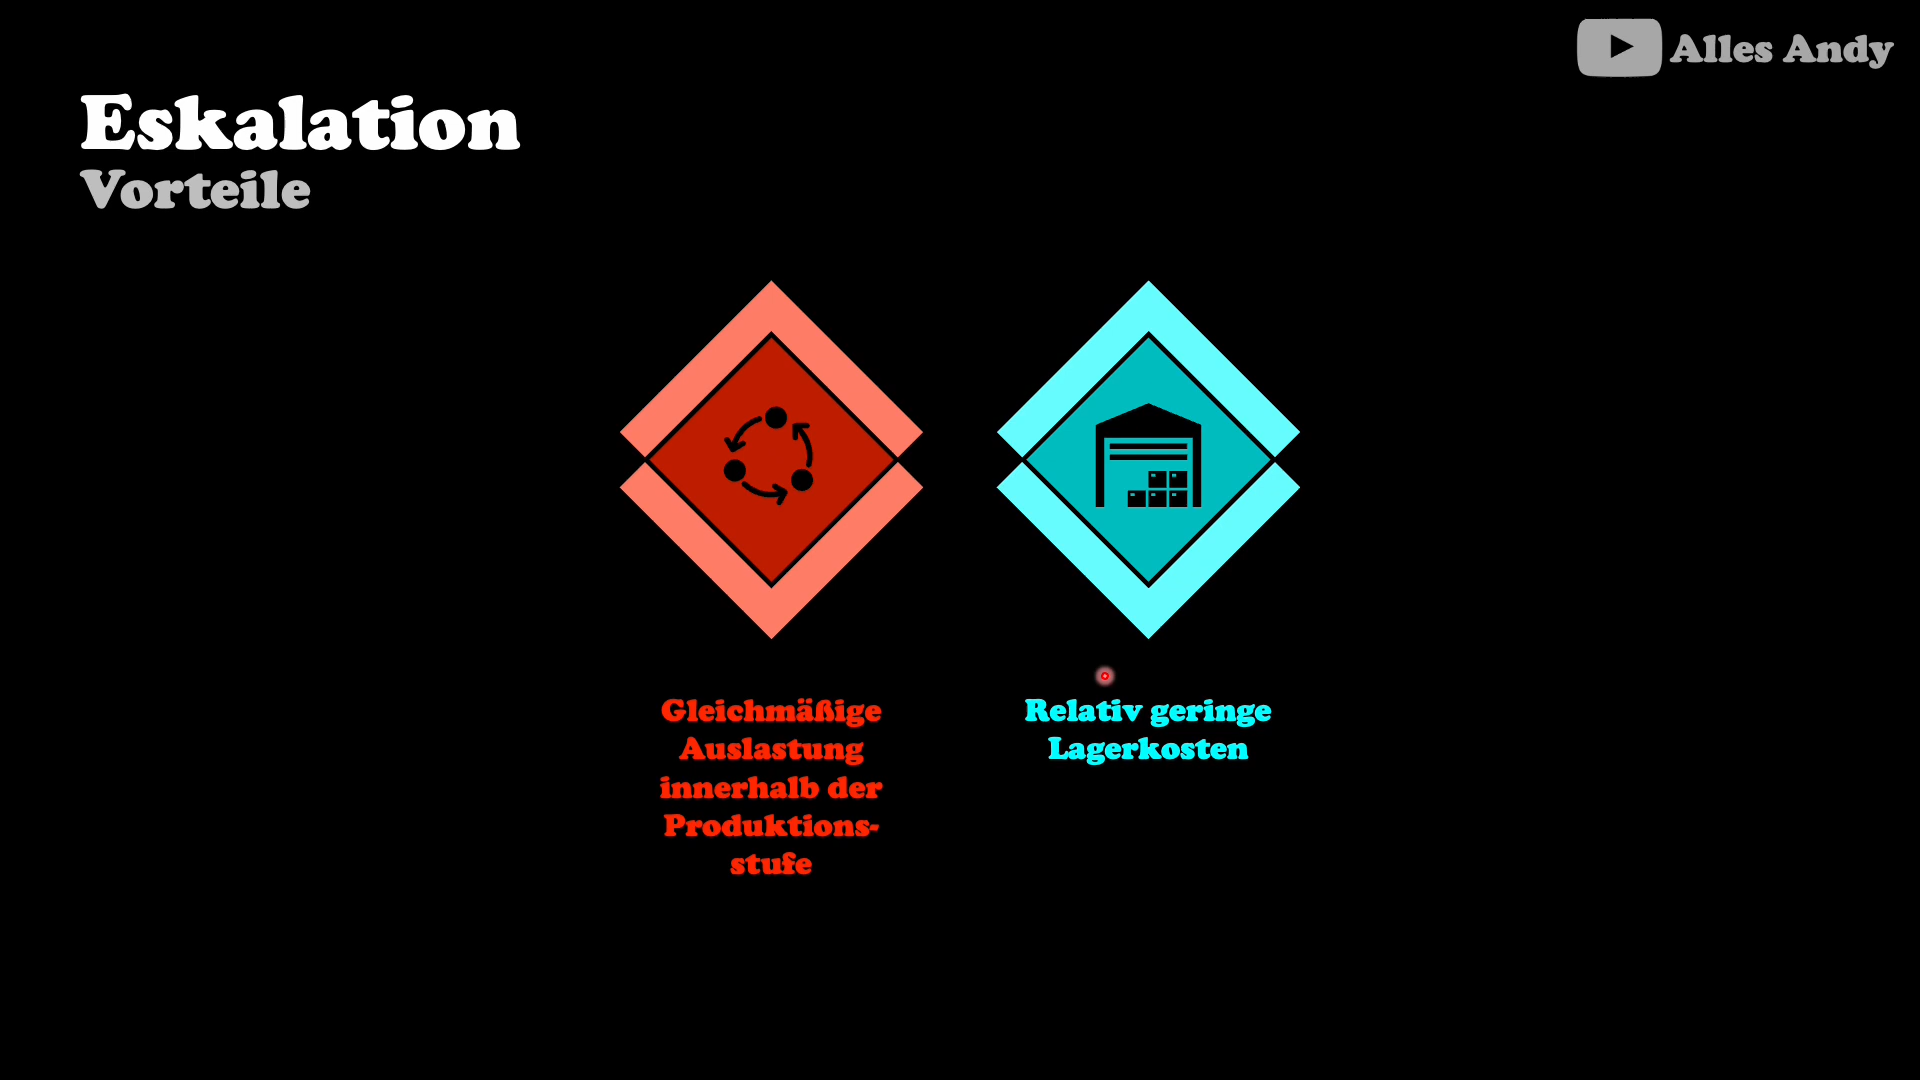 Alles Andy
Eskalation
Vorteile
Gleichmäßige
Auslastung
innerhalb der
Produktions-
stufe
Relativ geringe
Lagerkosten